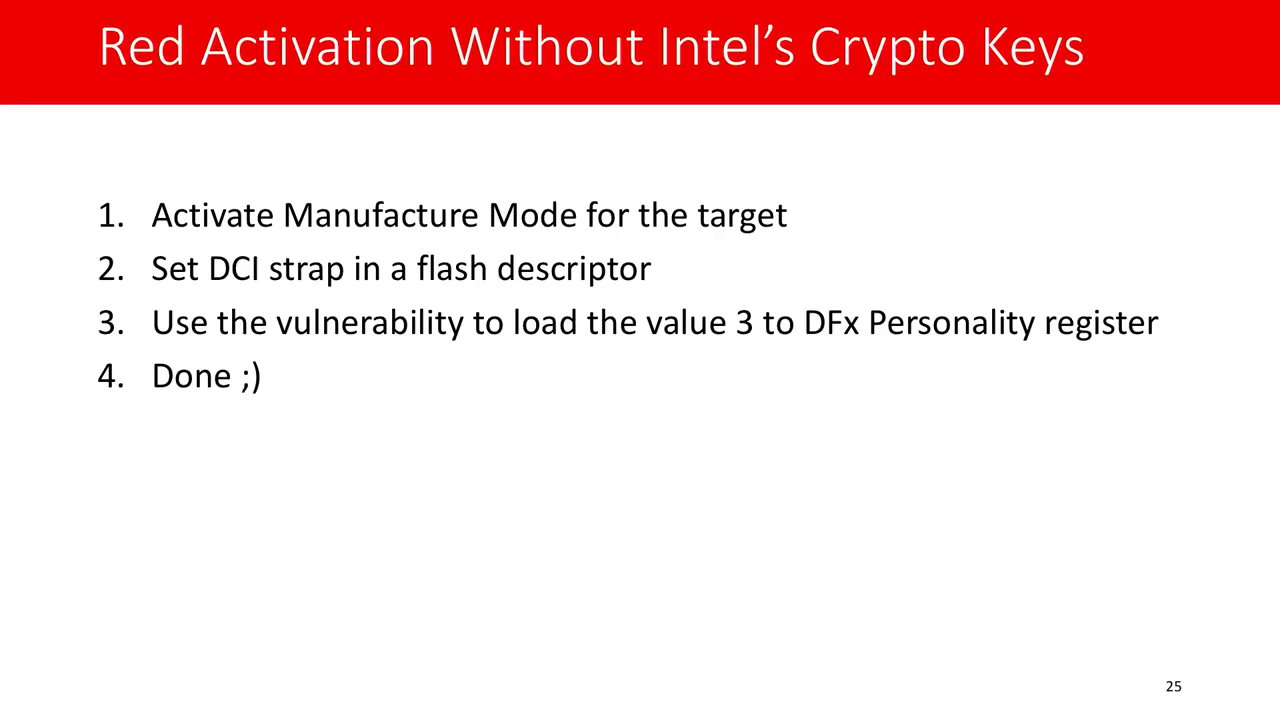 Red Activation Without Intel’s Crypto Keys
1. Activate Manufacture Mode for the target
2. Set DCI strap in a flash descriptor
3. Use the vulnerability to load the value 3 to DFx Personality register
4. Done ;)
25